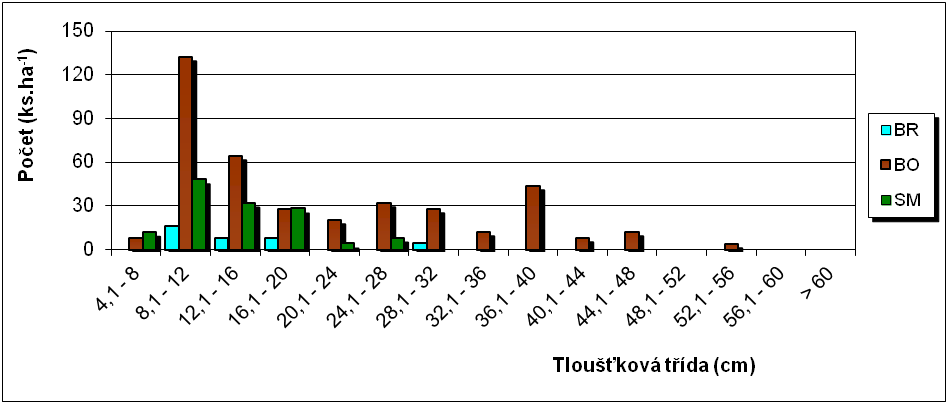 Počet (ks.ha-1)
150
120
90
60
30
0
4,1 - 8
8,1 - 12
12,1 - 16
16,1 - 20
20,1 - 24
24,1 - 28
28,1 - 32
32,1 - 36
36,1 - 40
40,1 - 44
44,1 - 48
48,1 - 52
52,1 - 56
56,1 - 60
> 60
Tloušťková třída (cm)
BR
BO
SM